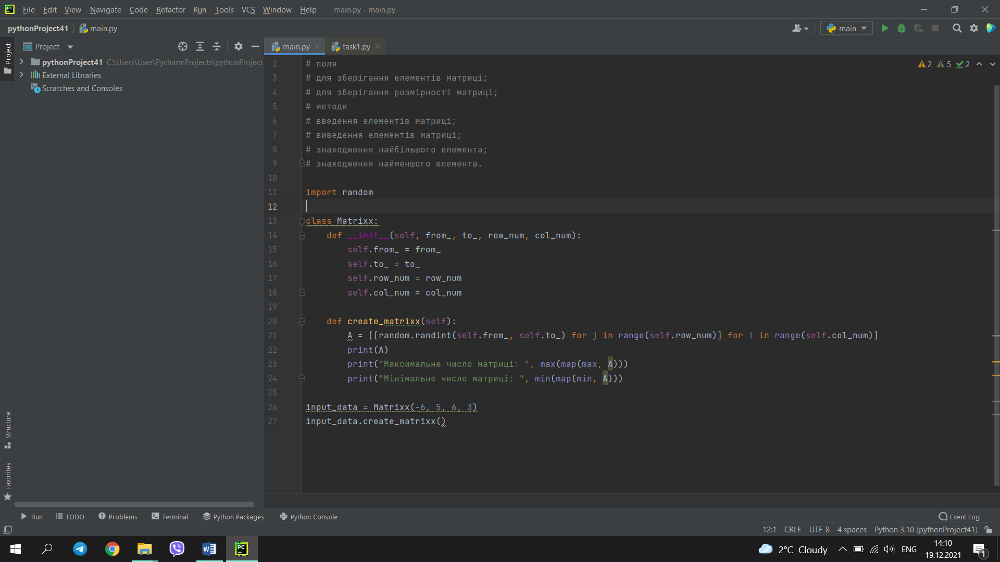 File Edit View Navigate Code Refactor Run Tools VCS Window Help main.py - main.py
pythonProject41 main.py main
Project
Project main.py task1.py
pythonProject41 C:\Users\User\PycharmProjects\pythonProject
External Libraries
Scratches and Consoles
2 5 2
2 # поля
3 # для зберігання елементів матриці;
4 # для зберігання розмірності матриці;
5 # методи
6 # введення елементів матриці;
7 # виведення елементів матриці;
8 # знаходження найбільшого елемента;
9 # знаходження найменшого елемента.
10
11 import random
12
13 class Matrixx:
14 def __init__(self, from_, to_, row_num, col_num):
15 self.from_ = from_
16 self.to_ = to_
17 self.row_num = row_num
18 self.col_num = col_num
19
20 def create_matrixx(self):
21 A = [[random.randint(self.from_, self.to_) for j in range(self.row_num)] for i in range(self.col_num)]
22 print(A)
23 print("Максимальне число матриці: ", max(map(max, A)))
24 print("Мінімальне число матриці: ", min(map(min, A)))
25
26 input_data = Matrixx(-6, 5, 6, 3)
27 input_data.create_matrixx()
Structure
Favorites
Run TODO Problems Terminal Python Packages Python Console Event Log
12:1 CRLF UTF-8 4 spaces Python 3.10 (pythonProject41)
2°C Cloudy ENG 14:10
19.12.2021
1